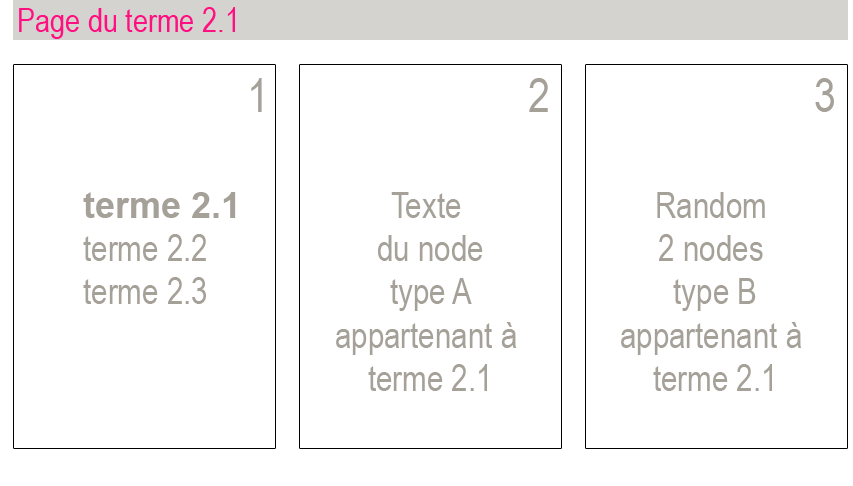 Page du terme 2.1
1
terme 2.1
terme 2.2
terme 2.3
2
Texte
du node
type A
appartenant à
terme 2.1
3
Random
2 nodes
type B
appartenant à
terme 2.1